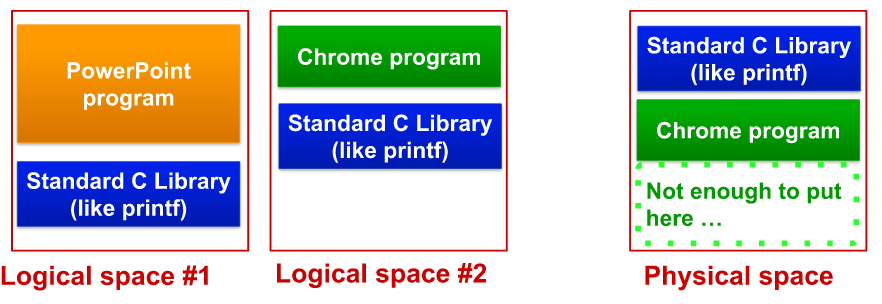 PowerPoint
program
Standard C Library
(like printf)
Logical space #1
Chrome program
Standard C Library
(like printf)
Logical space #2
Standard C Library
(like printf)
Chrome program
Not enough to put
here …
Physical space